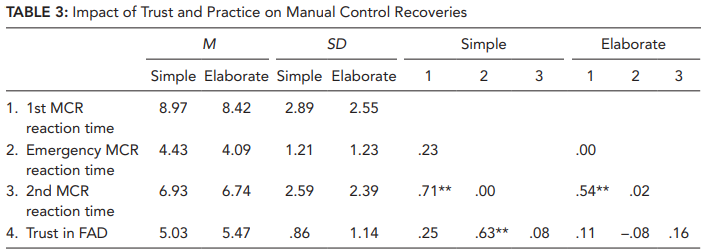 TABLE 3: Impact of Trust and Practice on Manual Control Recoveries
M SD Simple Elaborate
Simple Elaborate Simple Elaborate 1 2 3 1 2 3
1. 1st MCR 8.97 8.42 2.89 2.55
reaction time
2. Emergency MCR 4.43 4.09 1.21 1.23 .23 .00
reaction time
3. 2nd MCR 6.93 6.74 2.59 2.39 .71** .00 .54** .02
reaction time
4. Trust in FAD 5.03 5.47 .86 1.14 .25 .63** .08 .11 –.08 .16